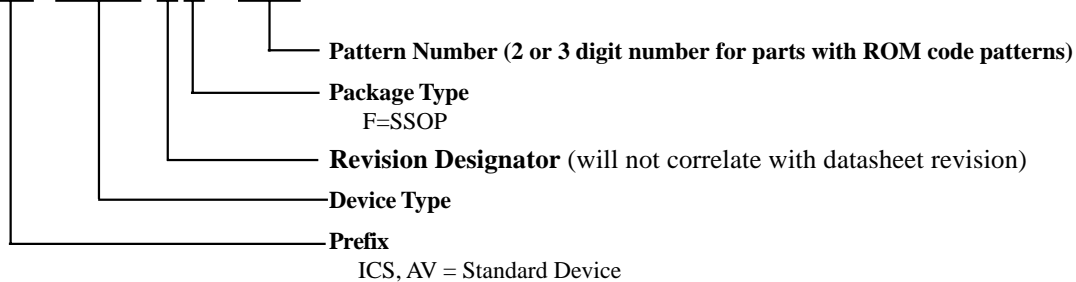 Pattern Number (2 or 3 digit number for parts with ROM code patterns)
Package Type
F=SSOP
Revision Designator (will not correlate with datasheet revision)
Device Type
Prefix
ICS, AV = Standard Device